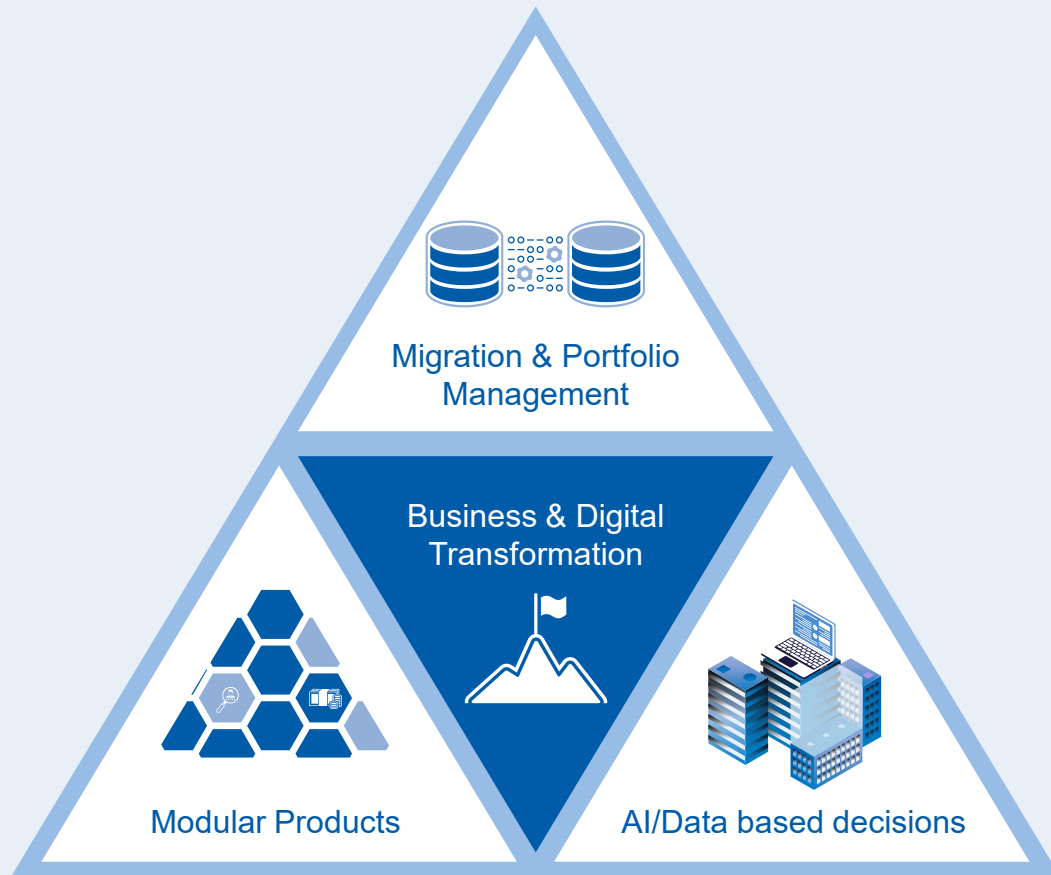 Migration & Portfolio
Management
Business & Digital
Transformation
Modular Products
AI/Data based decisions